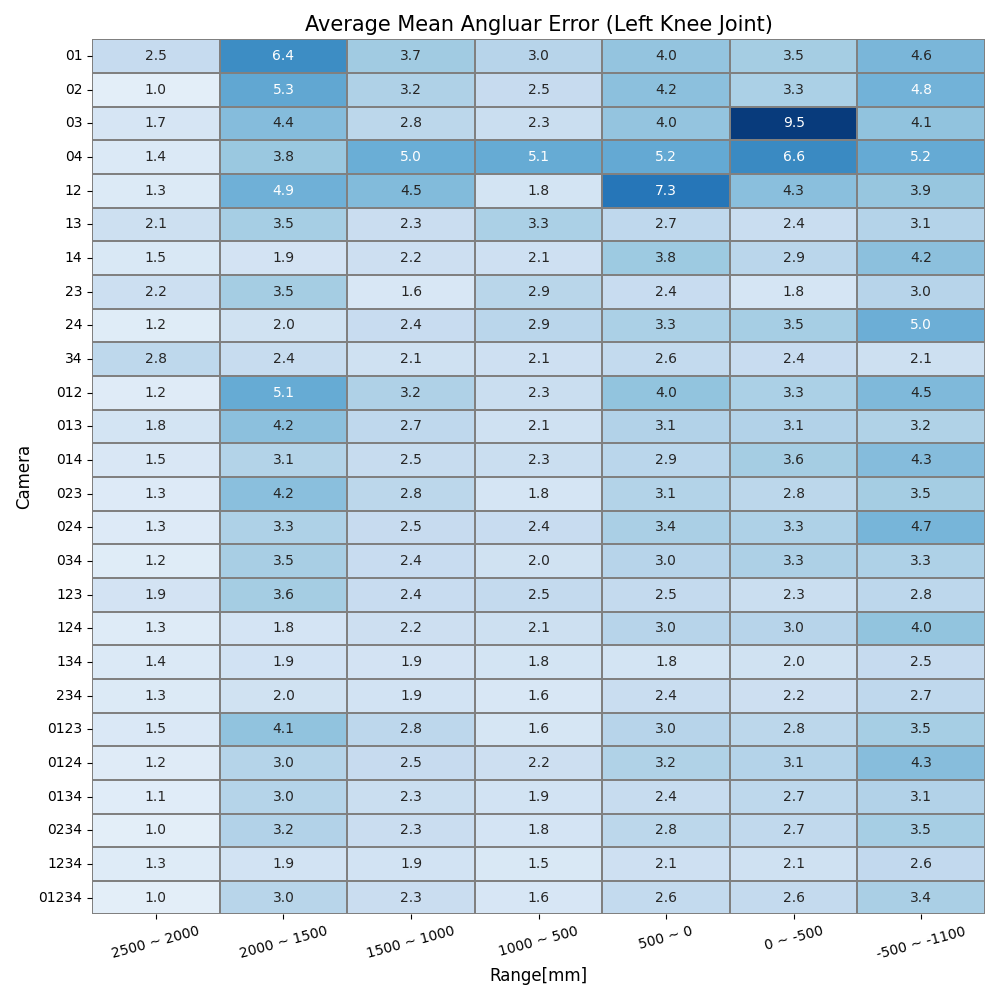 Average Mean Angluar Error (Left Knee Joint)
01 2.5 6.4 3.7 3.0 4.0 3.5 4.6
02 1.0 5.3 3.2 2.5 4.2 3.3 4.8
03 1.7 4.4 2.8 2.3 4.0 9.5 4.1
04 1.4 3.8 5.0 5.1 5.2 6.6 5.2
12 1.3 4.9 4.5 1.8 7.3 4.3 3.9
13 2.1 3.5 2.3 3.3 2.7 2.4 3.1
14 1.5 1.9 2.2 2.1 3.8 2.9 4.2
23 2.2 3.5 1.6 2.9 2.4 1.8 3.0
24 1.2 2.0 2.4 2.9 3.3 3.5 5.0
34 2.8 2.4 2.1 2.1 2.6 2.4 2.1
012 1.2 5.1 3.2 2.3 4.0 3.3 4.5
013 1.8 4.2 2.7 2.1 3.1 3.1 3.2
014 1.5 3.1 2.5 2.3 2.9 3.6 4.3
023 1.3 4.2 2.8 1.8 3.1 2.8 3.5
024 1.3 3.3 2.5 2.4 3.4 3.3 4.7
034 1.2 3.5 2.4 2.0 3.0 3.3 3.3
123 1.9 3.6 2.4 2.5 2.5 2.3 2.8
124 1.3 1.8 2.2 2.1 3.0 3.0 4.0
134 1.4 1.9 1.9 1.8 1.8 2.0 2.5
234 1.3 2.0 1.9 1.6 2.4 2.2 2.7
0123 1.5 4.1 2.8 1.6 3.0 2.8 3.5
0124 1.2 3.0 2.5 2.2 3.2 3.1 4.3
0134 1.1 3.0 2.3 1.9 2.4 2.7 3.1
0234 1.0 3.2 2.3 1.8 2.8 2.7 3.5
1234 1.3 1.9 1.9 1.5 2.1 2.1 2.6
01234 1.0 3.0 2.3 1.6 2.6 2.6 3.4
Camera
2500 ~ 2000 2000 ~ 1500 1500 ~ 1000 1000 ~ 500 500 ~ 0 0 ~ -500 -500 ~ -1100
Range[mm]